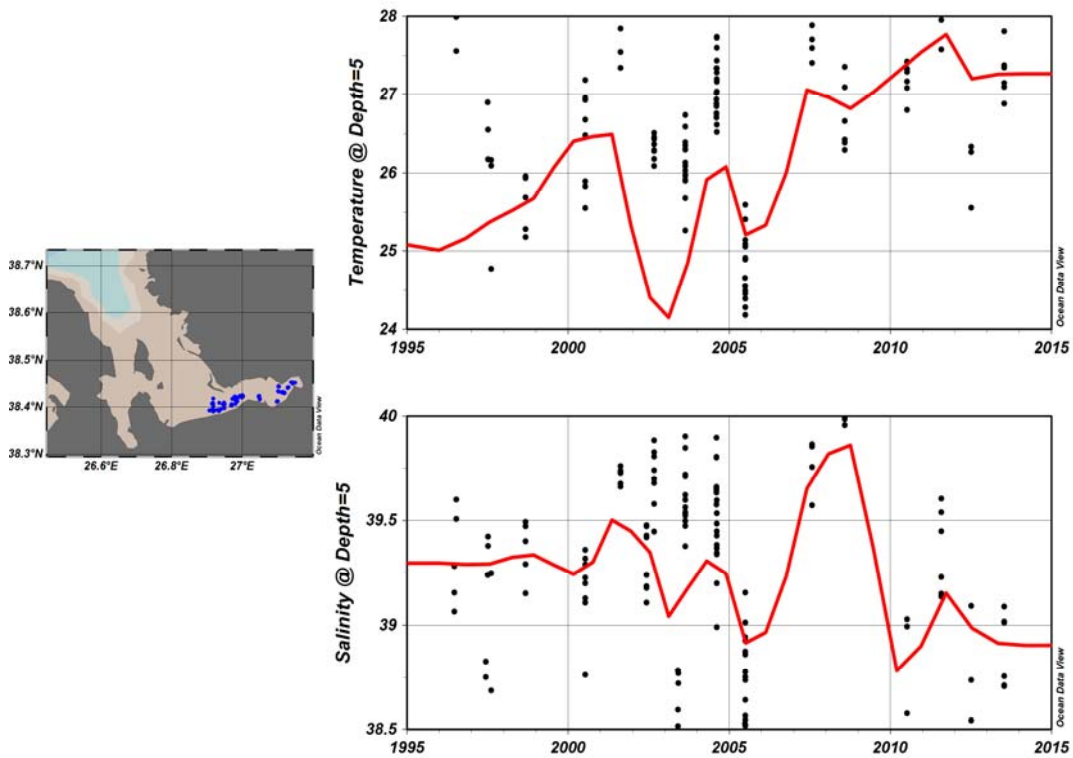 28
27
26
25
24
Temperature @ Depth=5
1995 2000 2005 2010 2015
Ocean Data View
38.7°N
38.6°N
38.5°N
38.4°N
38.3°N
26.6°E 26.8°E 27°E
Ocean Data View
40
39.5
39
38.5
Salinity @ Depth=5
1995 2000 2005 2010 2015
Ocean Data View